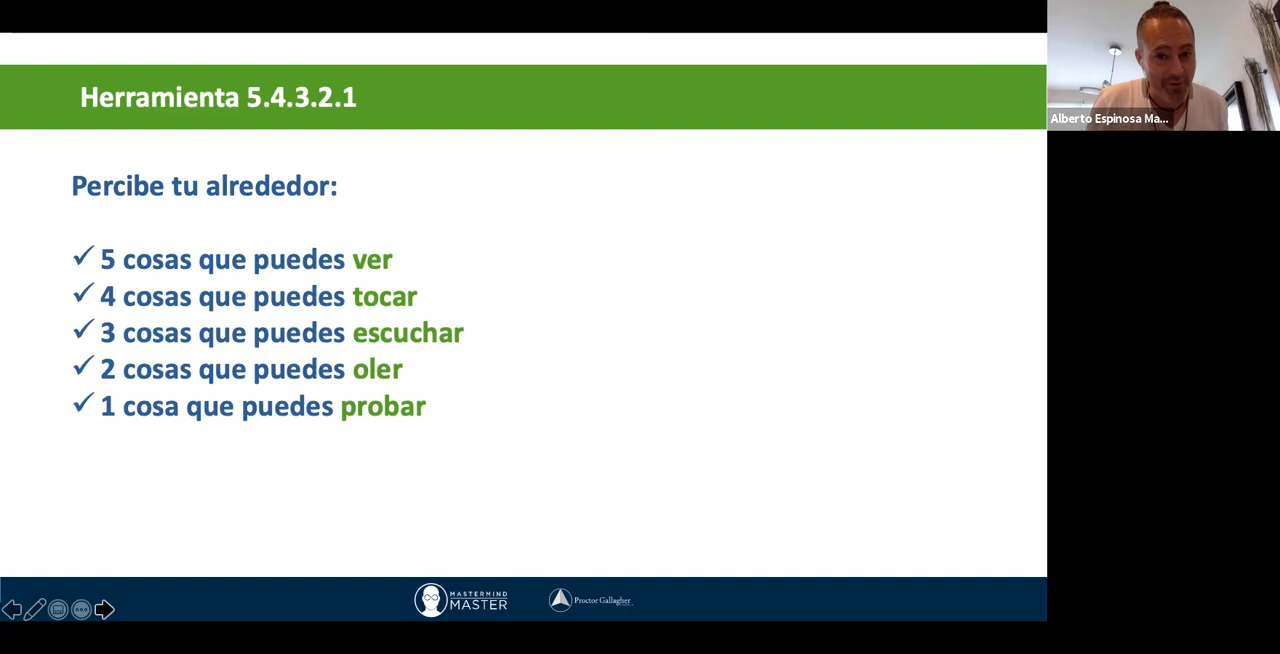 Herramienta 5.4.3.2.1
Alberto Espinosa Ma...
Percibe tu alrededor:
✓ 5 cosas que puedes ver
✓ 4 cosas que puedes tocar
✓ 3 cosas que puedes escuchar
✓ 2 cosas que puedes oler
✓ 1 cosa que puedes probar
MASTERMIND
MASTER
Proctor Gallagher